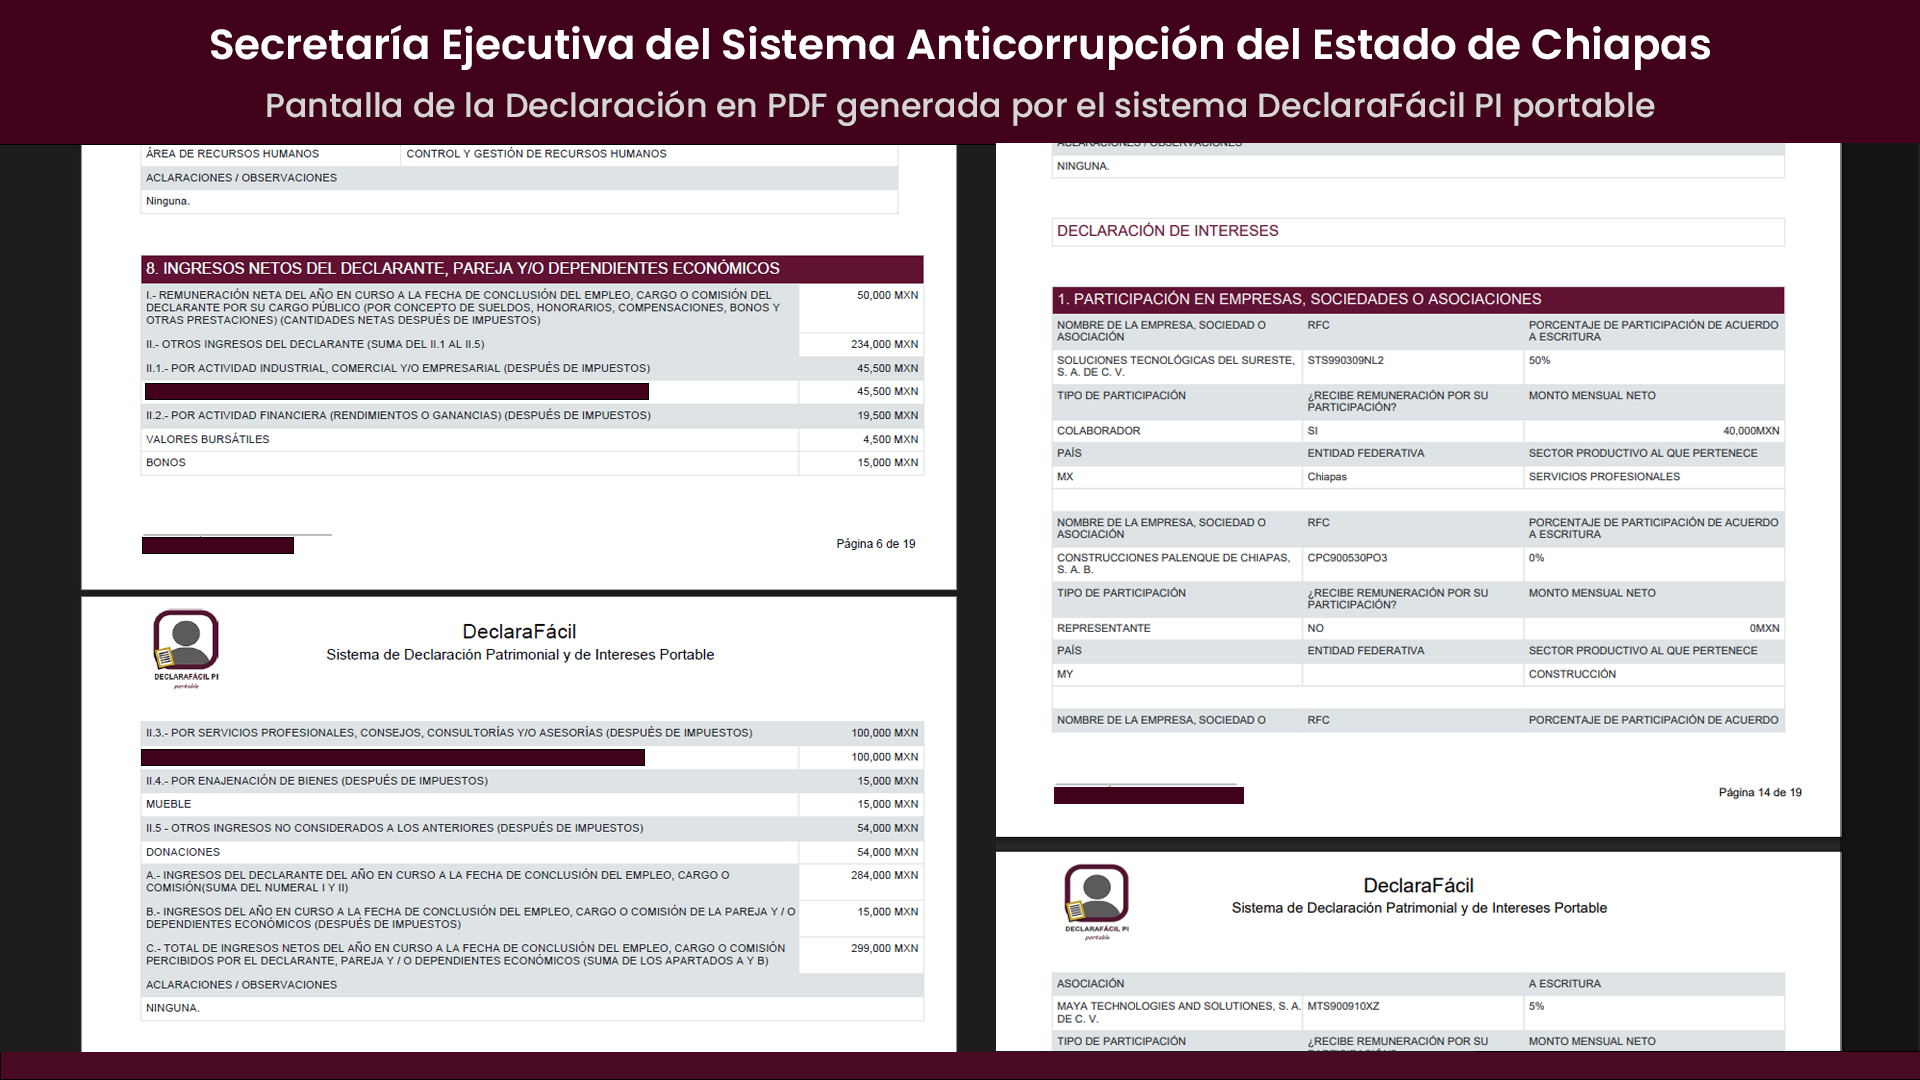 Secretaría Ejecutiva del Sistema Anticorrupción del Estado de Chiapas
Pantalla de la Declaración en PDF generada por el sistema DeclaraFácil PI portable
ÁREA DE RECURSOS HUMANOS CONTROL Y GESTIÓN DE RECURSOS HUMANOS
ACLARACIONES / OBSERVACIONES
Ninguna.
8. INGRESOS NETOS DEL DECLARANTE, PAREJA Y/O DEPENDIENTES ECONÓMICOS
I.- REMUNERACIÓN NETA DEL AÑO EN CURSO A LA FECHA DE CONCLUSIÓN DEL EMPLEO, CARGO O COMISIÓN DEL 50,000 MXN
DECLARANTE POR SU CARGO PÚBLICO (POR CONCEPTO DE SUELDOS, HONORARIOS, COMPENSACIONES, BONOS Y
OTRAS PRESTACIONES) (CANTIDADES NETAS DESPUÉS DE IMPUESTOS)
II.- OTROS INGRESOS DEL DECLARANTE (SUMA DEL II.1 AL II.5) 234,000 MXN
II.1.- POR ACTIVIDAD INDUSTRIAL, COMERCIAL Y/O EMPRESARIAL (DESPUÉS DE IMPUESTOS) 45,500 MXN
45,500 MXN
II.2.- POR ACTIVIDAD FINANCIERA (RENDIMIENTOS O GANANCIAS) (DESPUÉS DE IMPUESTOS) 19,500 MXN
VALORES BURSÁTILES 4,500 MXN
BONOS 15,000 MXN
Página 6 de 19
DECLARAFÁCIL PI
portable
DeclaraFácil
Sistema de Declaración Patrimonial y de Intereses Portable
II.3.- POR SERVICIOS PROFESIONALES, CONSEJOS, CONSULTORÍAS Y/O ASESORÍAS (DESPUÉS DE IMPUESTOS) 100,000 MXN
100,000 MXN
II.4.- POR ENAJENACIÓN DE BIENES (DESPUÉS DE IMPUESTOS) 15,000 MXN
MUEBLE 15,000 MXN
II.5 - OTROS INGRESOS NO CONSIDERADOS A LOS ANTERIORES (DESPUÉS DE IMPUESTOS) 54,000 MXN
DONACIONES 54,000 MXN
A.- INGRESOS DEL DECLARANTE DEL AÑO EN CURSO A LA FECHA DE CONCLUSIÓN DEL EMPLEO, CARGO O 284,000 MXN
COMISIÓN(SUMA DEL NUMERAL I Y II)
B.- INGRESOS DEL AÑO EN CURSO A LA FECHA DE CONCLUSIÓN DEL EMPLEO, CARGO O COMISIÓN DE LA PAREJA Y / O 15,000 MXN
DEPENDIENTES ECONÓMICOS (DESPUÉS DE IMPUESTOS)
C.- TOTAL DE INGRESOS NETOS DEL AÑO EN CURSO A LA FECHA DE CONCLUSIÓN DEL EMPLEO, CARGO O COMISIÓN 299,000 MXN
PERCIBIDOS POR EL DECLARANTE, PAREJA Y / O DEPENDIENTES ECONÓMICOS (SUMA DE LOS APARTADOS A Y B)
ACLARACIONES / OBSERVACIONES
NINGUNA.
ACLARACIONES / OBSERVACIONES
NINGUNA.
DECLARACIÓN DE INTERESES
1. PARTICIPACIÓN EN EMPRESAS, SOCIEDADES O ASOCIACIONES
NOMBRE DE LA EMPRESA, SOCIEDAD O RFC PORCENTAJE DE PARTICIPACIÓN DE ACUERDO
ASOCIACIÓN A ESCRITURA
SOLUCIONES TECNOLÓGICAS DEL SURESTE, STS990309NL2 50%
S. A. DE C. V.
TIPO DE PARTICIPACIÓN ¿RECIBE REMUNERACIÓN POR SU MONTO MENSUAL NETO
PARTICIPACIÓN?
COLABORADOR SI 40,000MXN
PAÍS ENTIDAD FEDERATIVA SECTOR PRODUCTIVO AL QUE PERTENECE
MX Chiapas SERVICIOS PROFESIONALES
NOMBRE DE LA EMPRESA, SOCIEDAD O RFC PORCENTAJE DE PARTICIPACIÓN DE ACUERDO
ASOCIACIÓN A ESCRITURA
CONSTRUCCIONES PALENQUE DE CHIAPAS, CPC900530PO3 0%
S. A. B.
TIPO DE PARTICIPACIÓN ¿RECIBE REMUNERACIÓN POR SU MONTO MENSUAL NETO
PARTICIPACIÓN?
REPRESENTANTE NO 0MXN
PAÍS ENTIDAD FEDERATIVA SECTOR PRODUCTIVO AL QUE PERTENECE
MY CONSTRUCCIÓN
NOMBRE DE LA EMPRESA, SOCIEDAD O RFC PORCENTAJE DE PARTICIPACIÓN DE ACUERDO
Página 14 de 19
DECLARAFÁCIL PI
portable
DeclaraFácil
Sistema de Declaración Patrimonial y de Intereses Portable
ASOCIACIÓN A ESCRITURA
MAYA TECHNOLOGIES AND SOLUTIONES, S. A. MTS900910XZ 5%
DE C. V.
TIPO DE PARTICIPACIÓN ¿RECIBE REMUNERACIÓN POR SU MONTO MENSUAL NETO